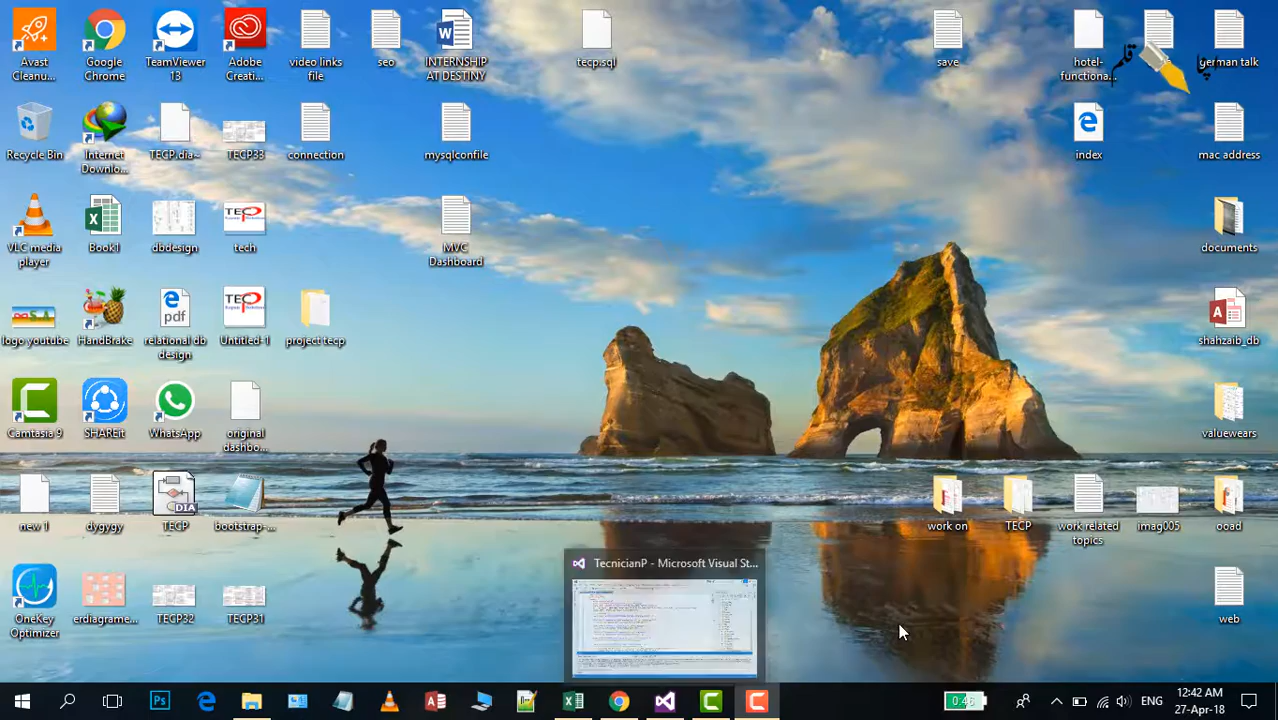 Avast Cleanu...
Google Chrome
TeamViewer 13
Adobe Creati...
video links file
seo
INTERNSHIP AT DESTINY
tecp.sql
save
hotel-functiona...
german talk
Recycle Bin
Internet Downlo...
TECP.dia~
TECP33
connection
mysqlconfile
index
mac address
VLC media player
Book1
dbdesign
tech
MVC Dashboard
documents
logo youtube
HandBrake
relational db design
Untitled-1
project tecp
shahzaib_db
Camtasia 9
SHAREit
WhatsApp
original dashbo...
valuewears
new 1
dygygy
TECP
bootstrap-...
work on
TECP
work related topics
imag005
ooad
OneKey Optimizer
erdiagrame...
TECP32
TECP31
web
TecnicianP - Microsoft Visual St...
0:46
ENG
12:42 AM
27-Apr-18